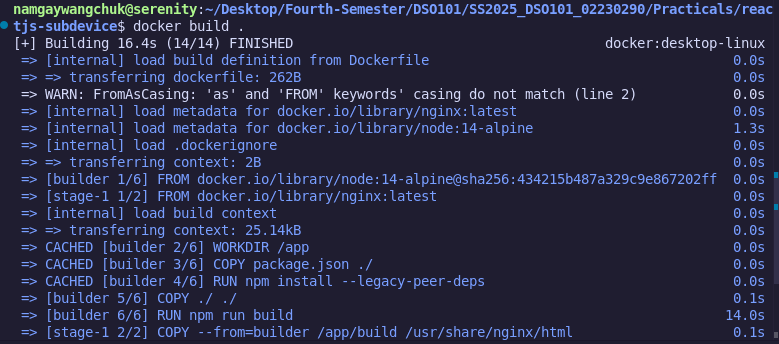 namgaywangchuk@serenity:~/Desktop/Fourth-Semester/DSO101/SS2025_DSO101_02230290/Practicals/reac
tjs-subdevice$ docker build .
[+] Building 16.4s (14/14) FINISHED docker:desktop-linux
=> [internal] load build definition from Dockerfile 0.0s
=> => transferring dockerfile: 262B 0.0s
=> WARN: FromAsCasing: 'as' and 'FROM' keywords' casing do not match (line 2) 0.0s
=> [internal] load metadata for docker.io/library/nginx:latest 0.0s
=> [internal] load metadata for docker.io/library/node:14-alpine 1.3s
=> [internal] load .dockerignore 0.0s
=> => transferring context: 2B 0.0s
=> [builder 1/6] FROM docker.io/library/node:14-alpine@sha256:434215b487a329c9e867202ff 0.0s
=> [stage-1 1/2] FROM docker.io/library/nginx:latest 0.0s
=> [internal] load build context 0.0s
=> => transferring context: 25.14kB 0.0s
=> CACHED [builder 2/6] WORKDIR /app 0.0s
=> CACHED [builder 3/6] COPY package.json ./ 0.0s
=> CACHED [builder 4/6] RUN npm install --legacy-peer-deps 0.0s
=> [builder 5/6] COPY ./ ./ 0.1s
=> [builder 6/6] RUN npm run build 14.0s
=> [stage-1 2/2] COPY --from=builder /app/build /usr/share/nginx/html 0.1s